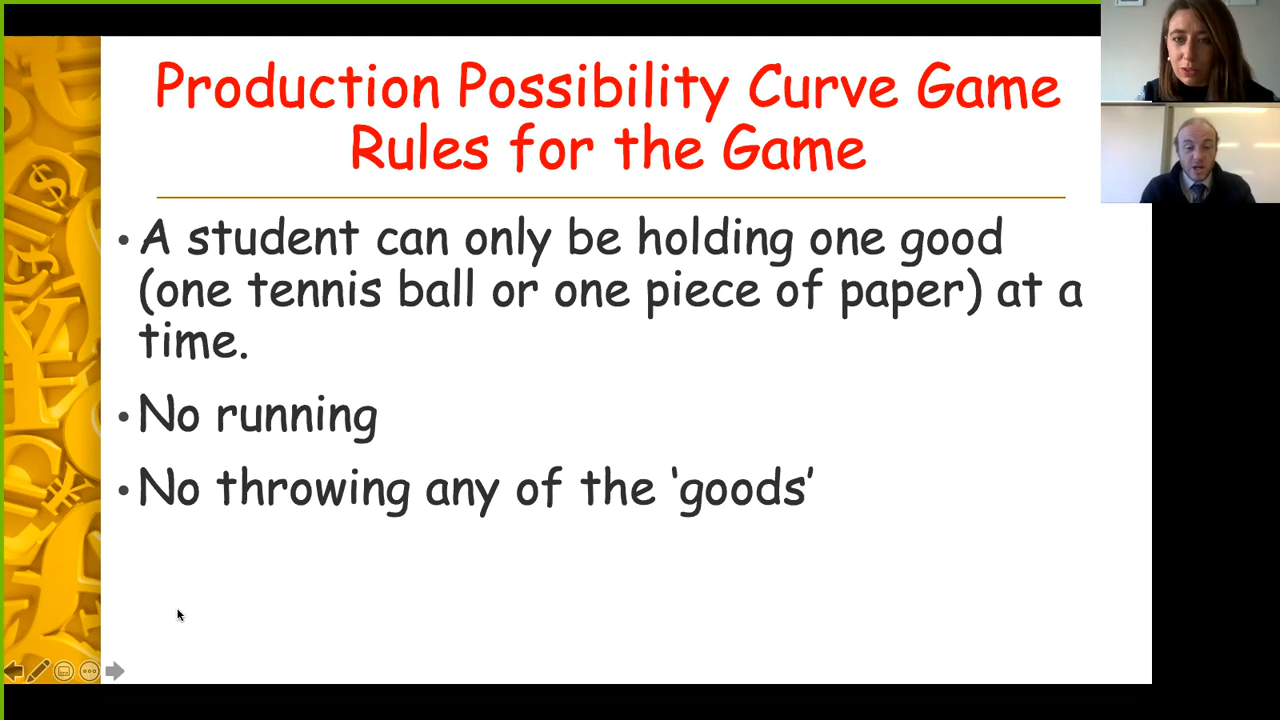 Production Possibility Curve Game
Rules for the Game
• A student can only be holding one good
(one tennis ball or one piece of paper) at a
time.
• No running
• No throwing any of the ‘goods’